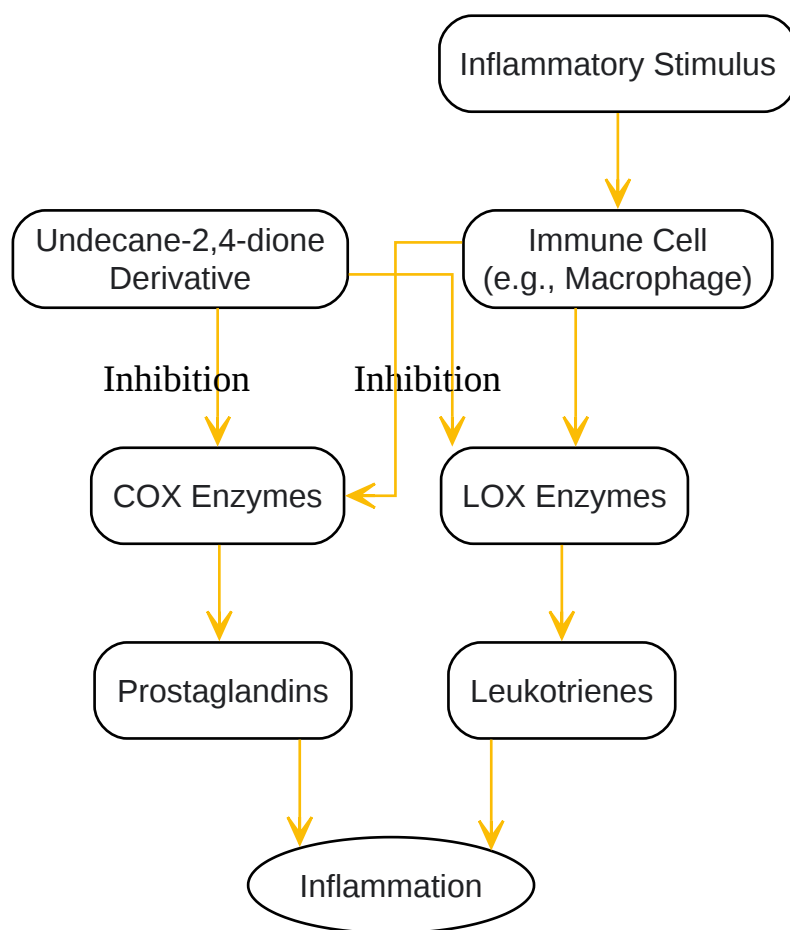 Inflammatory Stimulus
Undecane-2,4-dione
Derivative
Immune Cell
(e.g., Macrophage)
Inhibition
Inhibition
COX Enzymes
LOX Enzymes
Prostaglandins
Leukotrienes
Inflammation